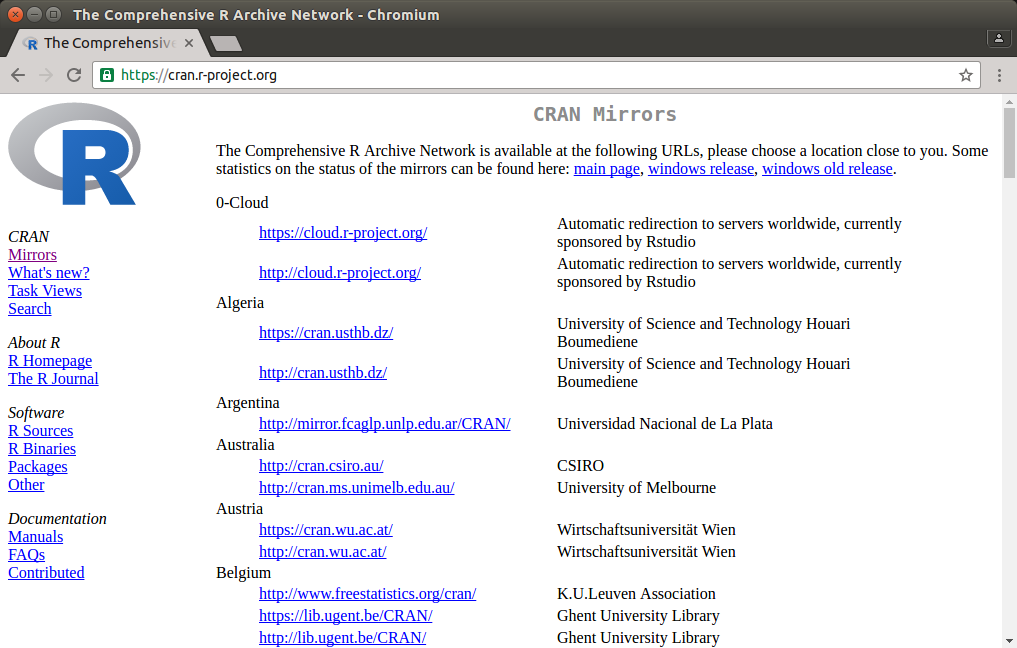 The Comprehensive R Archive Network - Chromium
The Comprehensive
https://cran.r-project.org
R
CRAN
Mirrors
What's new?
Task Views
Search
About R
R Homepage
The R Journal
Software
R Sources
R Binaries
Packages
Other
Documentation
Manuals
FAQs
Contributed
CRAN Mirrors
The Comprehensive R Archive Network is available at the following URLs, please choose a location close to you. Some
statistics on the status of the mirrors can be found here: main page, windows release, windows old release.
0-Cloud
https://cloud.r-project.org/
Automatic redirection to servers worldwide, currently
sponsored by Rstudio
http://cloud.r-project.org/
Automatic redirection to servers worldwide, currently
sponsored by Rstudio
Algeria
https://cran.usthb.dz/
University of Science and Technology Houari
Boumediene
http://cran.usthb.dz/
University of Science and Technology Houari
Boumediene
Argentina
http://mirror.fcaglp.unlp.edu.ar/CRAN/ Universidad Nacional de La Plata
Australia
http://cran.csiro.au/ CSIRO
http://cran.ms.unimelb.edu.au/ University of Melbourne
Austria
https://cran.wu.ac.at/ Wirtschaftsuniversität Wien
http://cran.wu.ac.at/ Wirtschaftsuniversität Wien
Belgium
http://www.freestatistics.org/cran/ K.U.Leuven Association
https://lib.ugent.be/CRAN/ Ghent University Library
http://lib.ugent.be/CRAN/ Ghent University Library